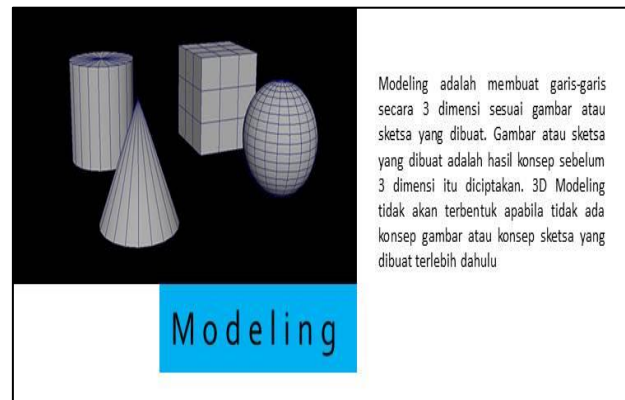 Modeling adalah membuat garis-garis
secara 3 dimensi sesuai gambar atau
sketsa yang dibuat. Gambar atau sketsa
yang dibuat adalah hasil konsep sebelum
3 dimensi itu diciptakan. 3D Modeling
tidak akan terbentuk apabila tidak ada
konsep gambar atau konsep sketsa yang
dibuat terlebih dahulu
Modeling